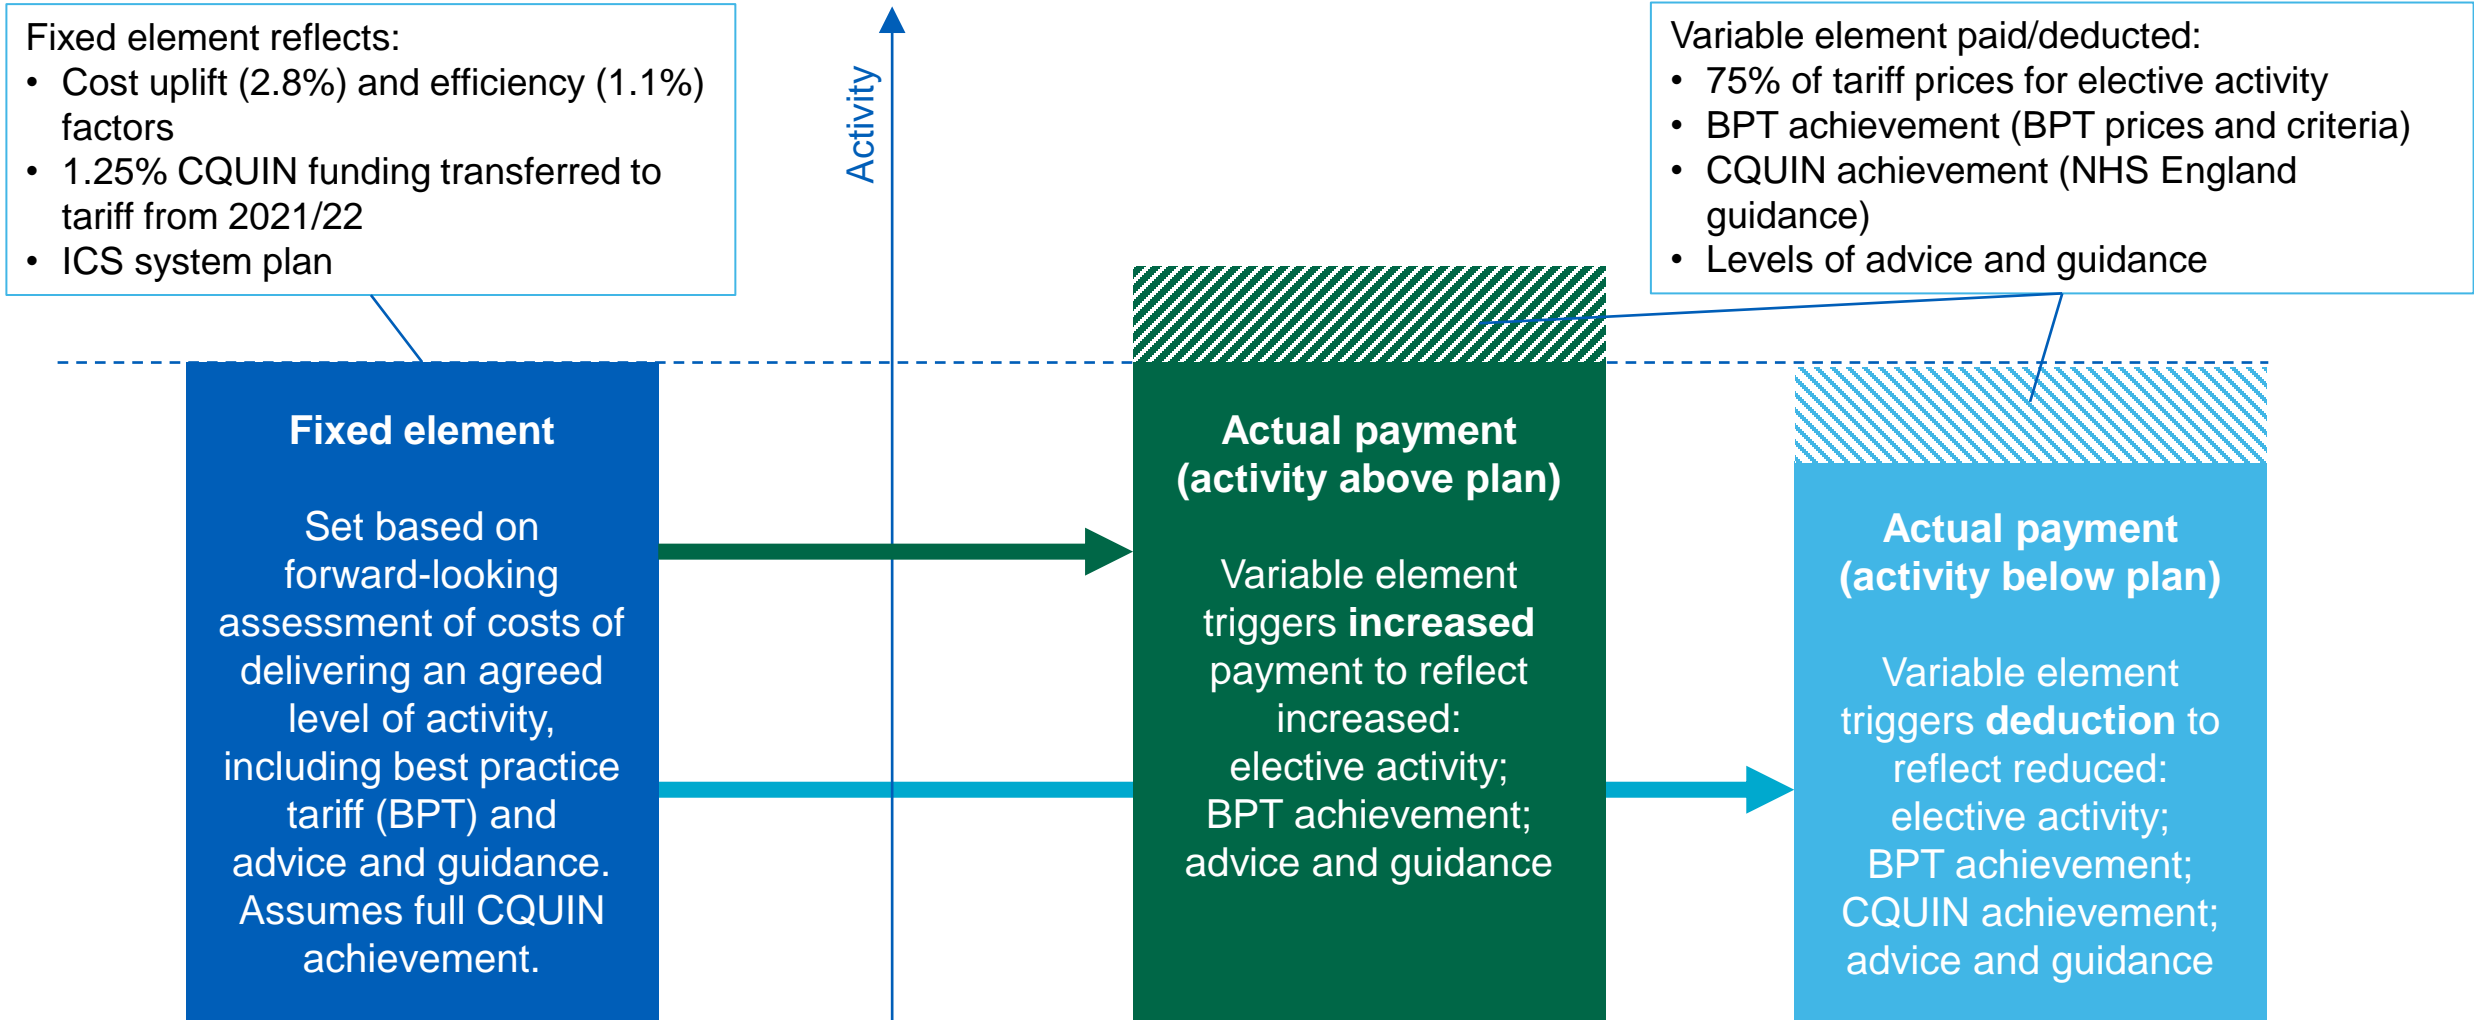 Fixed element reflects:
• Cost uplift (2.8%) and efficiency (1.1%)
factors
• 1.25% CQUIN funding transferred to
tariff from 2021/22
• ICS system plan
Activity
Variable element paid/deducted:
• 75% of tariff prices for elective activity
• BPT achievement (BPT prices and criteria)
• CQUIN achievement (NHS England
guidance)
• Levels of advice and guidance
Fixed element
Set based on
forward-looking
assessment of costs of
delivering an agreed
level of activity,
including best practice
tariff (BPT) and
advice and guidance.
Assumes full CQUIN
achievement.
Actual payment
(activity above plan)
Variable element
triggers increased
payment to reflect
increased:
elective activity;
BPT achievement;
advice and guidance
Actual payment
(activity below plan)
Variable element
triggers deduction to
reflect reduced:
elective activity;
BPT achievement;
CQUIN achievement;
advice and guidance